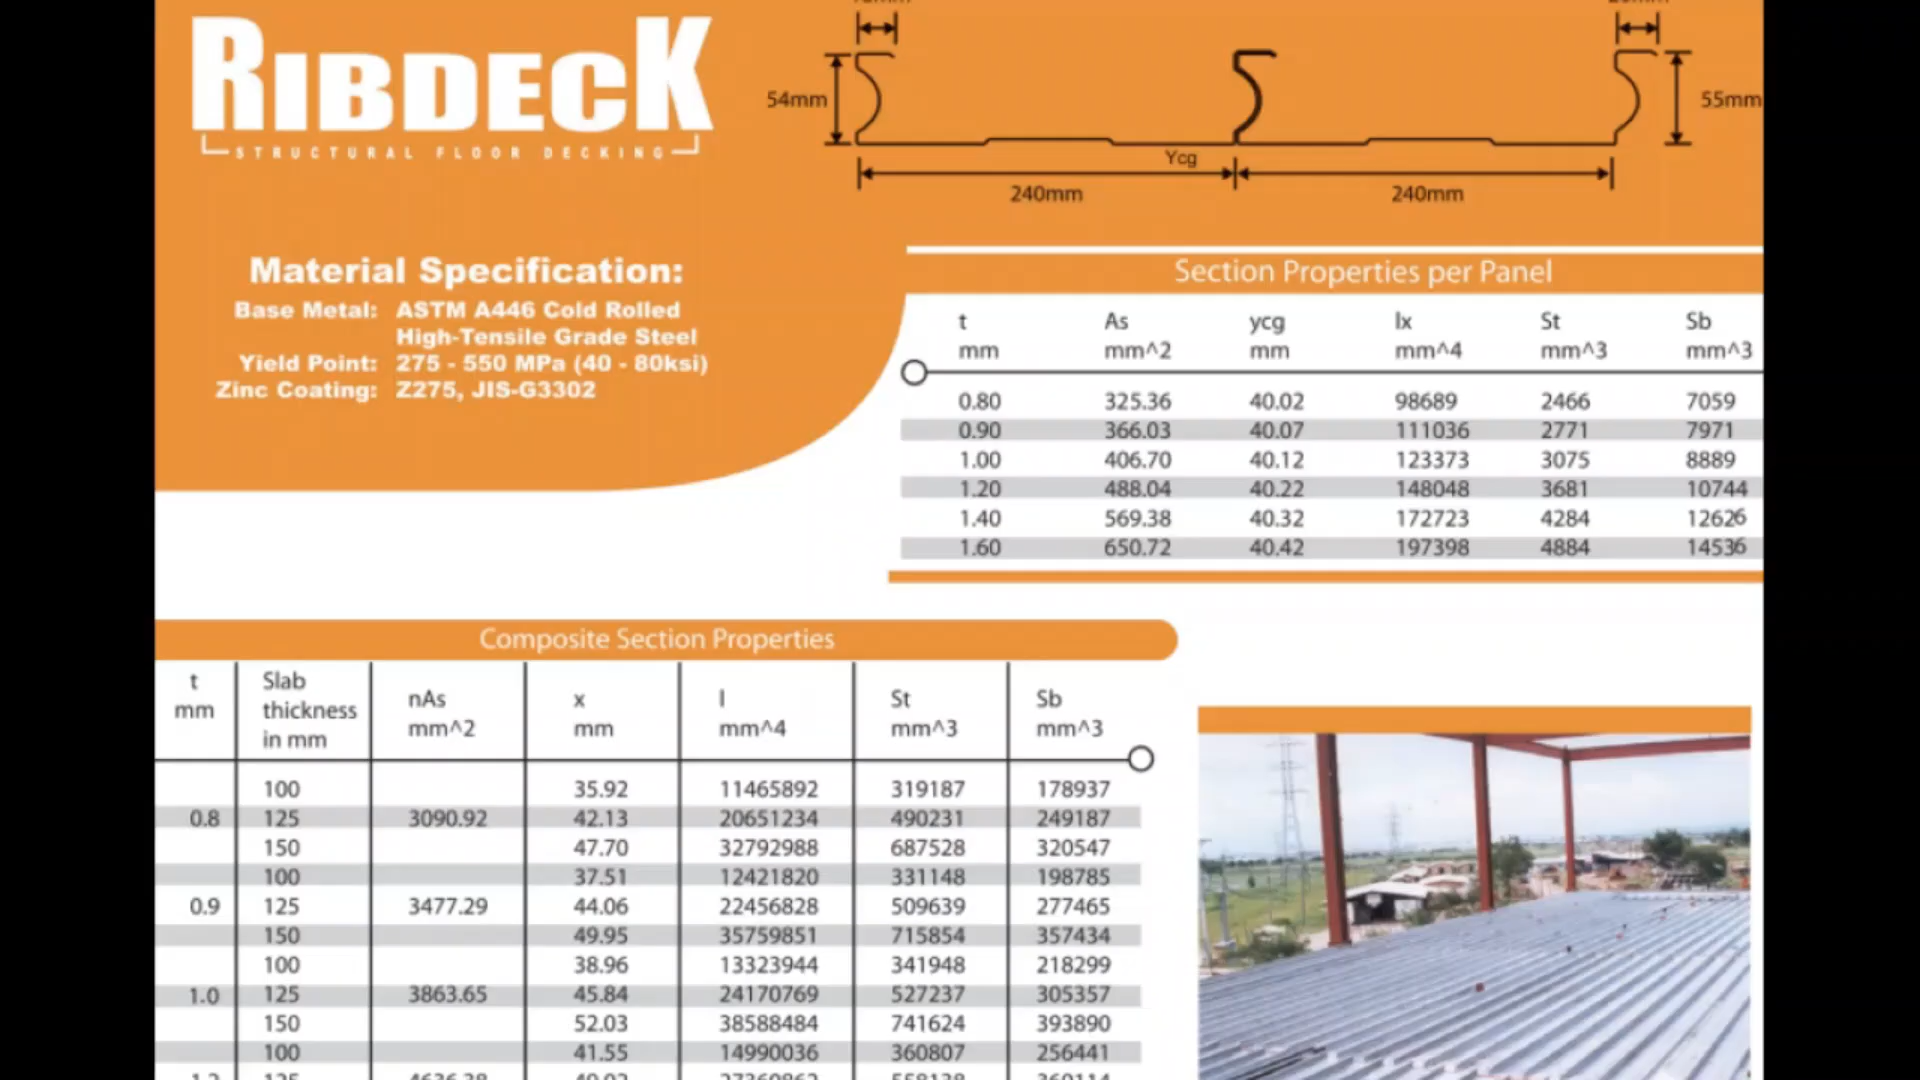 RIBDECK
STRUCTURAL FLOOR DECKING
54mm
55mm
Ycg
240mm
240mm
Material Specification:
Base Metal: ASTM A446 Cold Rolled
High-Tensile Grade Steel
Yield Point: 275 - 550 MPa (40 - 80ksi)
Zinc Coating: Z275, JIS-G3302
Section Properties per Panel
t As ycg Ix St Sb
mm mm^2 mm mm^4 mm^3 mm^3
0.80 325.36 40.02 98689 2466 7059
0.90 366.03 40.07 111036 2771 7971
1.00 406.70 40.12 123373 3075 8889
1.20 488.04 40.22 148048 3681 10744
1.40 569.38 40.32 172723 4284 12626
1.60 650.72 40.42 197398 4884 14536
Composite Section Properties
t Slab thickness in mm nAs x I St Sb
mm mm^2 mm mm^4 mm^3 mm^3
100 35.92 11465892 319187 178937
0.8 125 3090.92 42.13 20651234 490231 249187
150 47.70 32792988 687528 320547
100 37.51 12421820 331148 198785
0.9 125 3477.29 44.06 22456828 509639 277465
150 49.95 35759851 715854 357434
100 38.96 13323944 341948 218299
1.0 125 3863.65 45.84 24170769 527237 305357
150 52.03 38588484 741624 393890
100 41.55 14990036 360807 256441